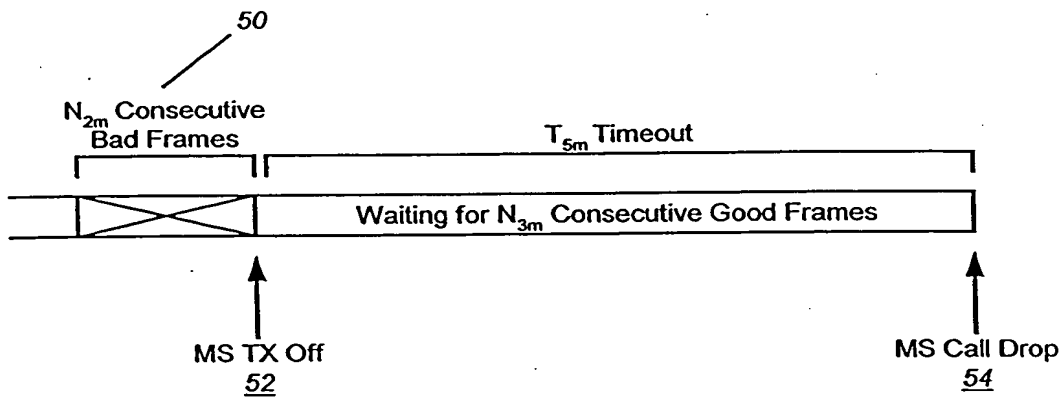 50
N2m Consecutive
Bad Frames
T5m Timeout
Waiting for N3m Consecutive Good Frames
MS TX Off
52
MS Call Drop
54